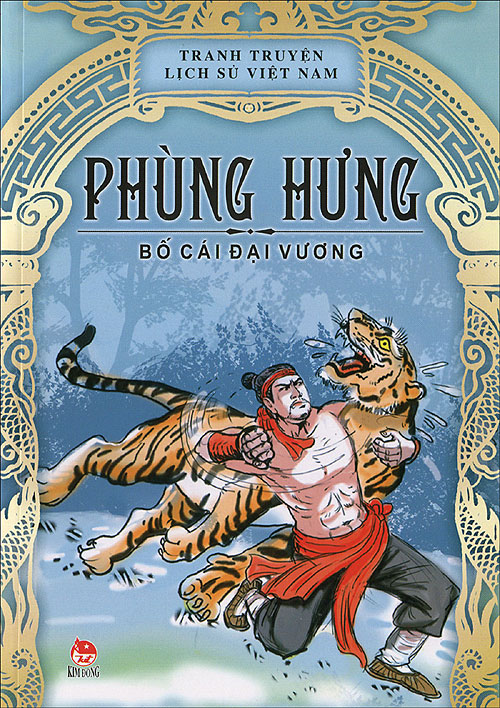 TRANH TRUYỆN
LỊCH SỬ VIỆT NAM
PHÙNG HƯNG
BỐ CÁI ĐẠI VƯƠNG
KIM ĐỒNG